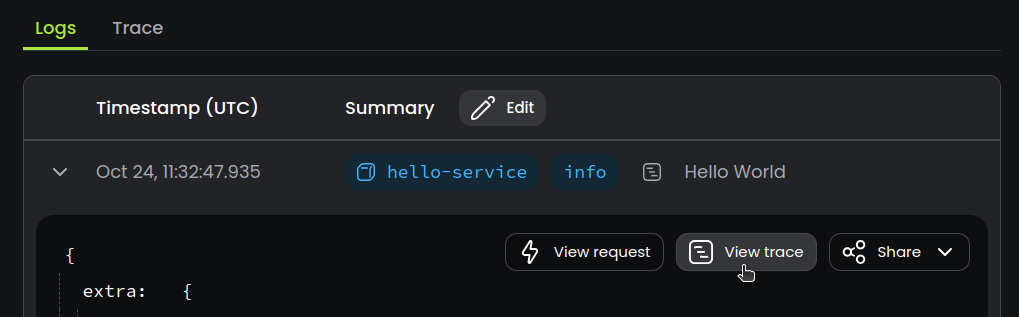 Logs Trace
Timestamp (UTC) Summary Edit
Oct 24, 11:32:47.935 hello-service info Hello World
{ View request View trace Share
extra: {